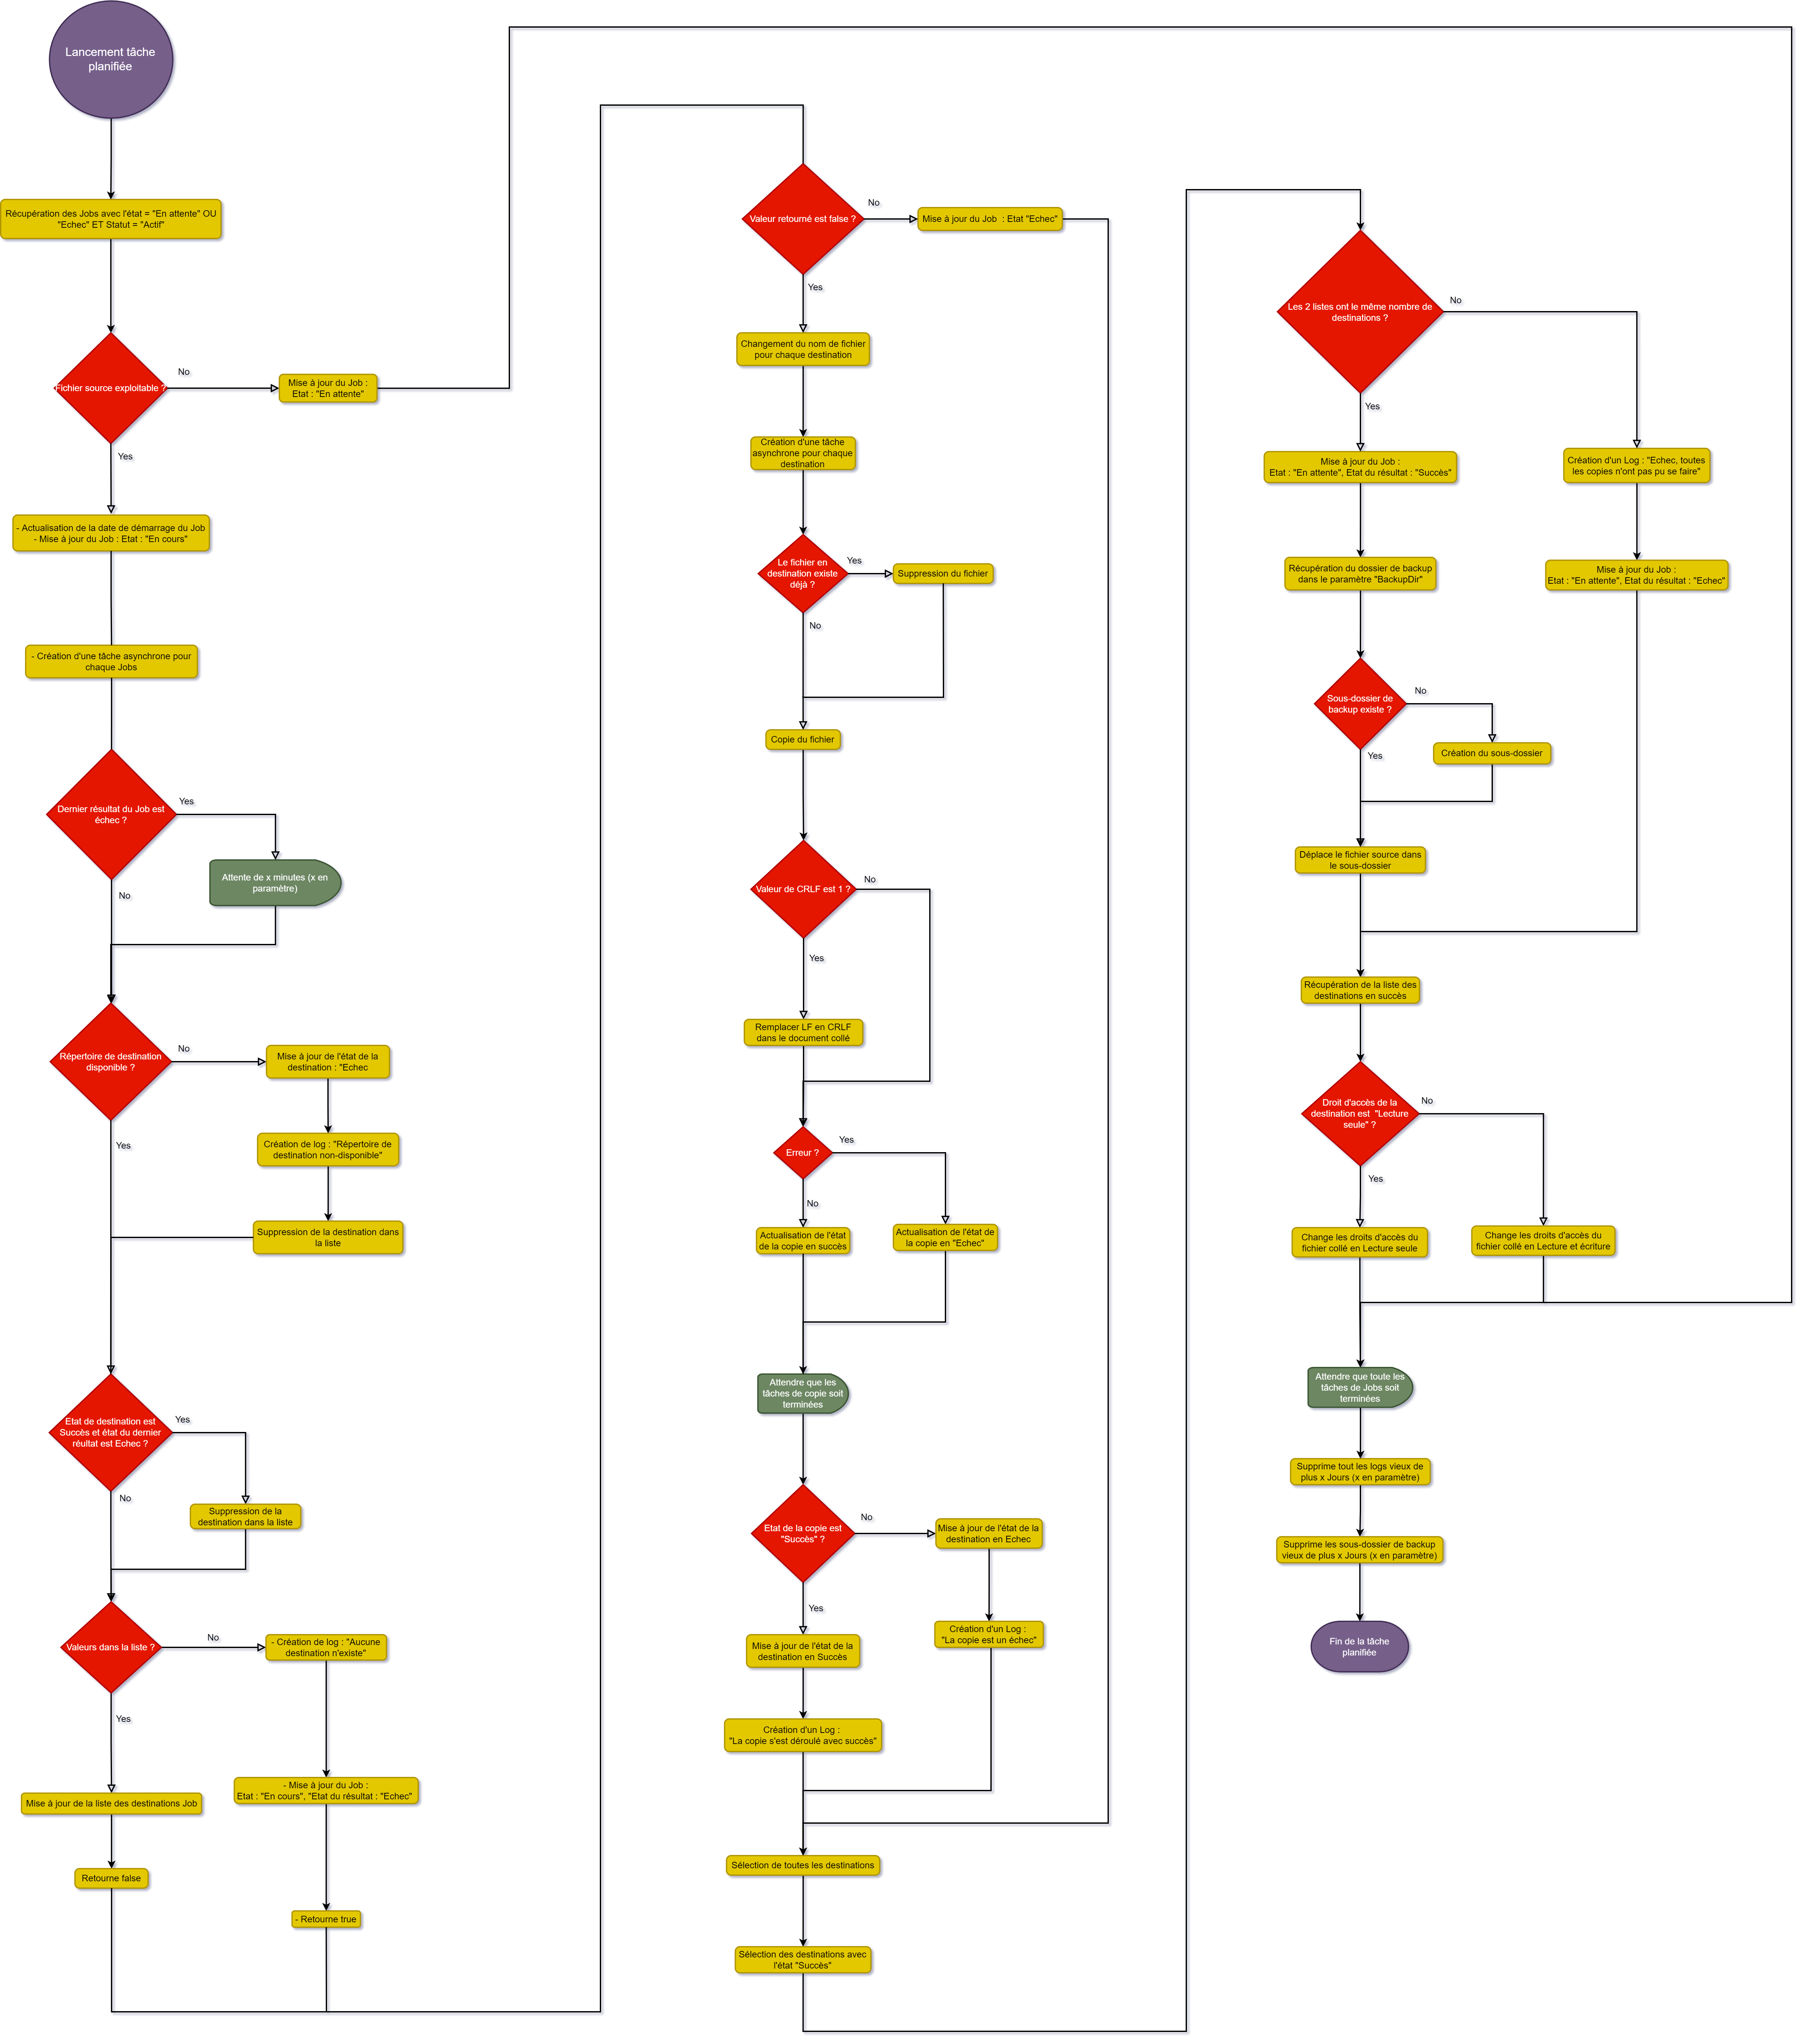 Lancement tâche
planifiée
Récupération des Jobs avec l'état = "En attente" OU
"Echec" ET Statut = "Actif"
Fichier source exploitable ?
No
Mise à jour du Job :
Etat : "En attente"
Yes
- Actualisation de la date de démarrage du Job
- Mise à jour du Job : Etat : "En cours"
- Création d'une tâche asynchrone pour
chaque Jobs
Dernier résultat du Job est
échec ?
Yes
Attente de x minutes (x en
paramètre)
No
Répertoire de destination
disponible ?
No
Mise à jour de l'état de la
destination : "Echec
Création de log : "Répertoire de
destination non-disponible"
Yes
Suppression de la destination dans
la liste
Etat de destination est
Succès et état du dernier
réultat est Echec ?
Yes
Suppression de la
destination dans la liste
No
Valeurs dans la liste ?
No
- Création de log : "Aucune
destination n'existe"
Yes
- Mise à jour du Job :
Etat : "En cours", "Etat du résultat : "Echec"
Mise à jour de la liste des destinations Job
Retourne false
- Retourne true
Valeur retourné est false ?
No
Mise à jour du Job  : Etat "Echec"
Yes
Changement du nom de fichier
pour chaque destination
Création d'une tâche
asynchrone pour chaque
destination
Le fichier en
destination existe
déjà ?
Yes
Suppression du fichier
No
Copie du fichier
Valeur de CRLF est 1 ?
No
Yes
Remplacer LF en CRLF
dans le document collé
Erreur ?
Yes
No
Actualisation de l'état
de la copie en succès
Actualisation de l'état de
la copie en "Echec"
Attendre que les
tâches de copie soit
terminées
Etat de la copie est
"Succès" ?
No
Mise à jour de l'état de la
destination en Echec
Yes
Création d'un Log :
"La copie est un échec"
Mise à jour de l'état de la
destination en Succès
Création d'un Log :
"La copie s'est déroulé avec succès"
Sélection de toutes les destinations
Sélection des destinations avec
l'état "Succès"
Les 2 listes ont le même nombre de
destinations ?
No
Yes
Mise à jour du Job :
Etat : "En attente", Etat du résultat : "Succès"
Création d'un Log : "Echec, toutes
les copies n'ont pas pu se faire"
Récupération du dossier de backup
dans le paramètre "BackupDir"
Mise à jour du Job :
Etat : "En attente", Etat du résultat : "Echec"
Sous-dossier de
backup existe ?
No
Création du sous-dossier
Yes
Déplace le fichier source dans
le sous-dossier
Récupération de la liste des
destinations en succès
Droit d'accès de la
destination est  "Lecture
seule" ?
No
Yes
Change les droits d'accès du
fichier collé en Lecture seule
Change les droits d'accès du
fichier collé en Lecture et écriture
Attendre que toute les
tâches de Jobs soit
terminées
Supprime tout les logs vieux de
plus x Jours (x en paramètre)
Supprime les sous-dossier de backup
vieux de plus x Jours (x en paramètre)
Fin de la tâche
planifiée